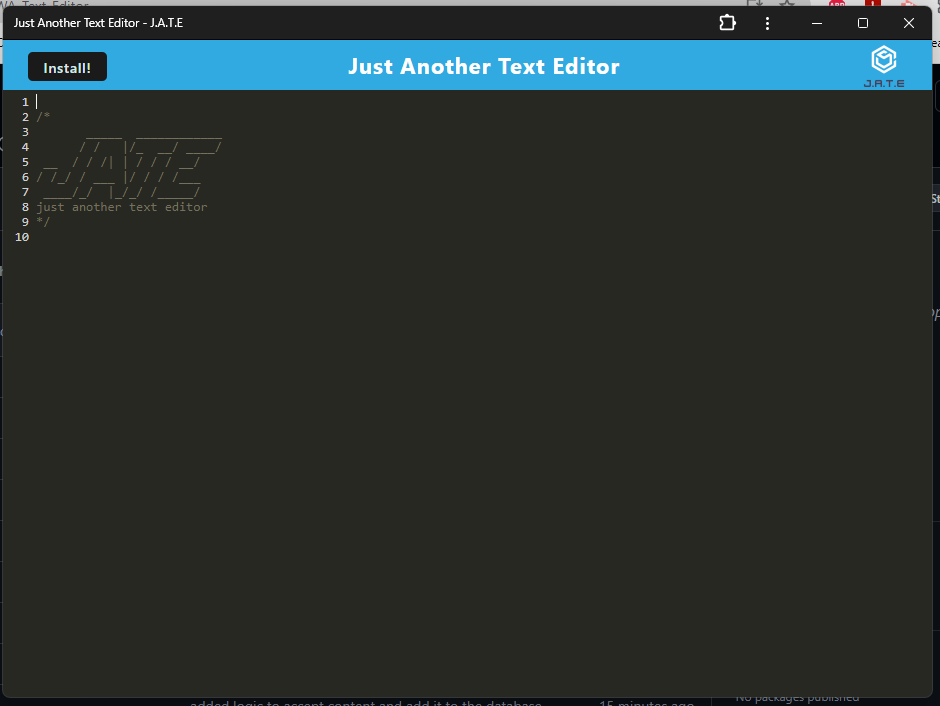 Just Another Text Editor - J.A.T.E
Install!
Just Another Text Editor
J.A.T.E
1
2 /*
3         _____  ____________
4        / /   |/_  __/ ____/
5   __  / / /| | / / / __/
6 / /_/ / ___ |/ / / /___
7  ____/_/  |_/_/ /_____/
8 just another text editor
9 */
10
added logic to accept content and add it to the database
15 minutes ago
No packages published